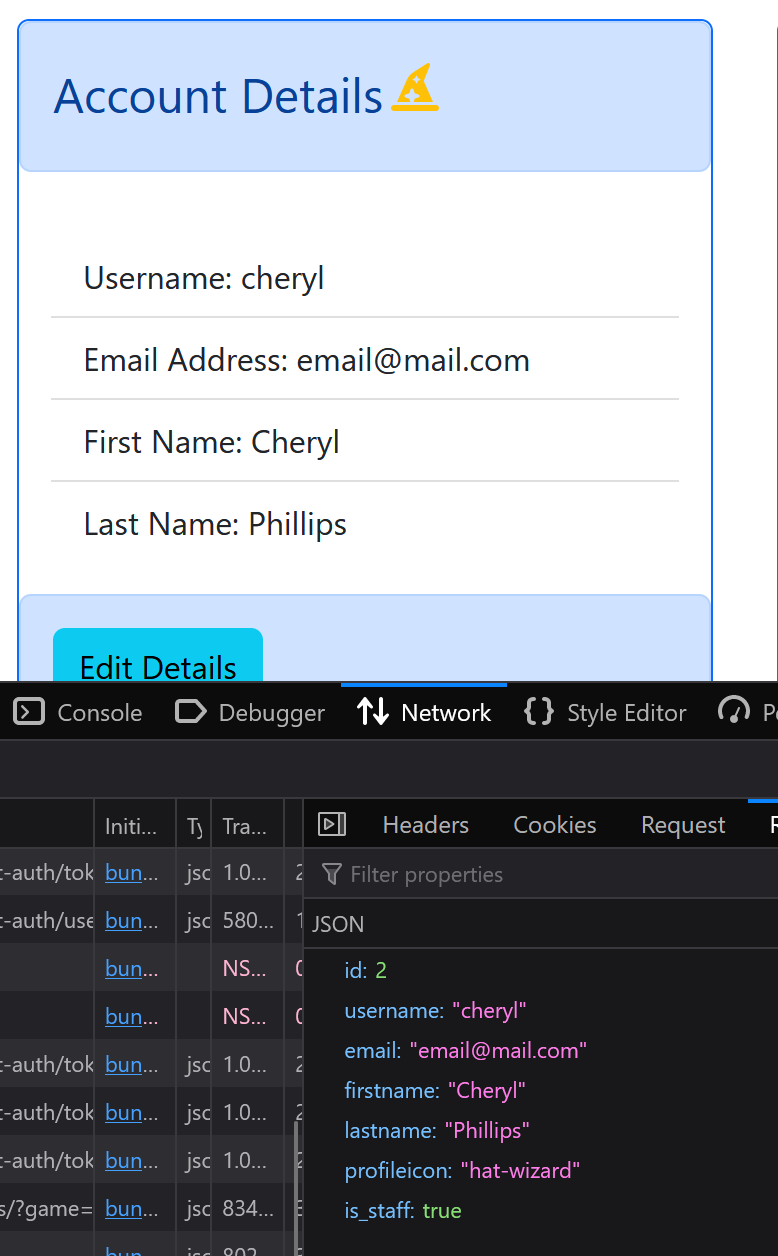 Account Details
Username: cheryl
Email Address: email@mail.com
First Name: Cheryl
Last Name: Phillips
Edit Details
Console Debugger Network Style Editor
Initi... Tra... Headers Cookies Request
t-auth/tok bun... jsc 1.0... 2 Filter properties
t-auth/use bun... jsc 580... 1 JSON
bun... NS... 0 id: 2
bun... NS... 0 username: "cheryl"
t-auth/tok bun... jsc 1.0... 2 email: "email@mail.com"
t-auth/tok bun... jsc 1.0... 2 firstname: "Cheryl"
t-auth/tok bun... jsc 1.0... 2 lastname: "Phillips"
s/?game= bun... jsc 834... profileicon: "hat-wizard"
bun... jsc 802... is_staff: true